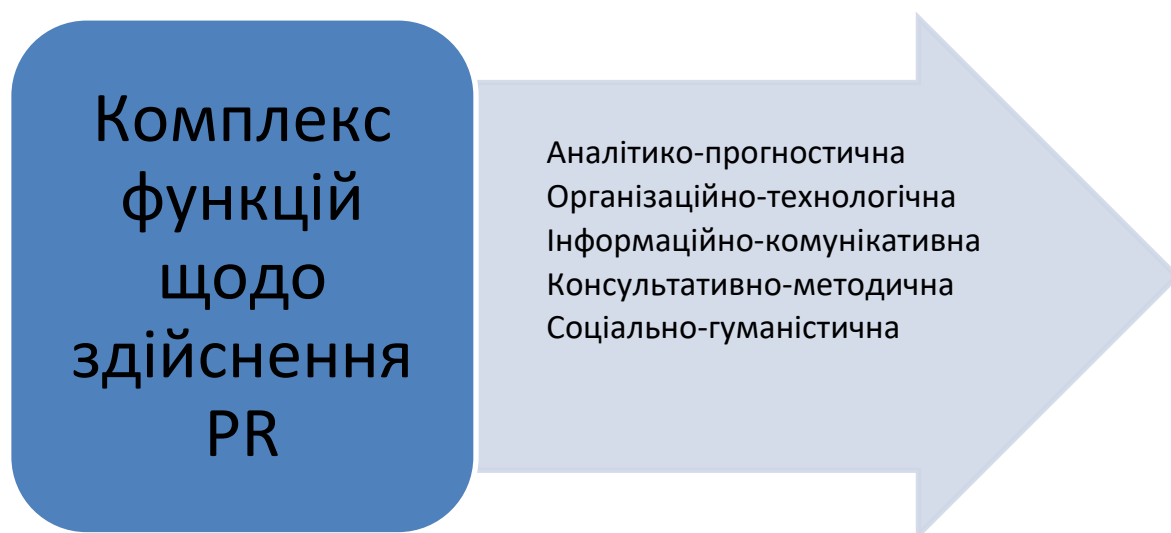 Комплекс
функцій
щодо
здійснення
PR
Аналітико-прогностична
Організаційно-технологічна
Інформаційно-комунікативна
Консультативно-методична
Соціально-гуманістична